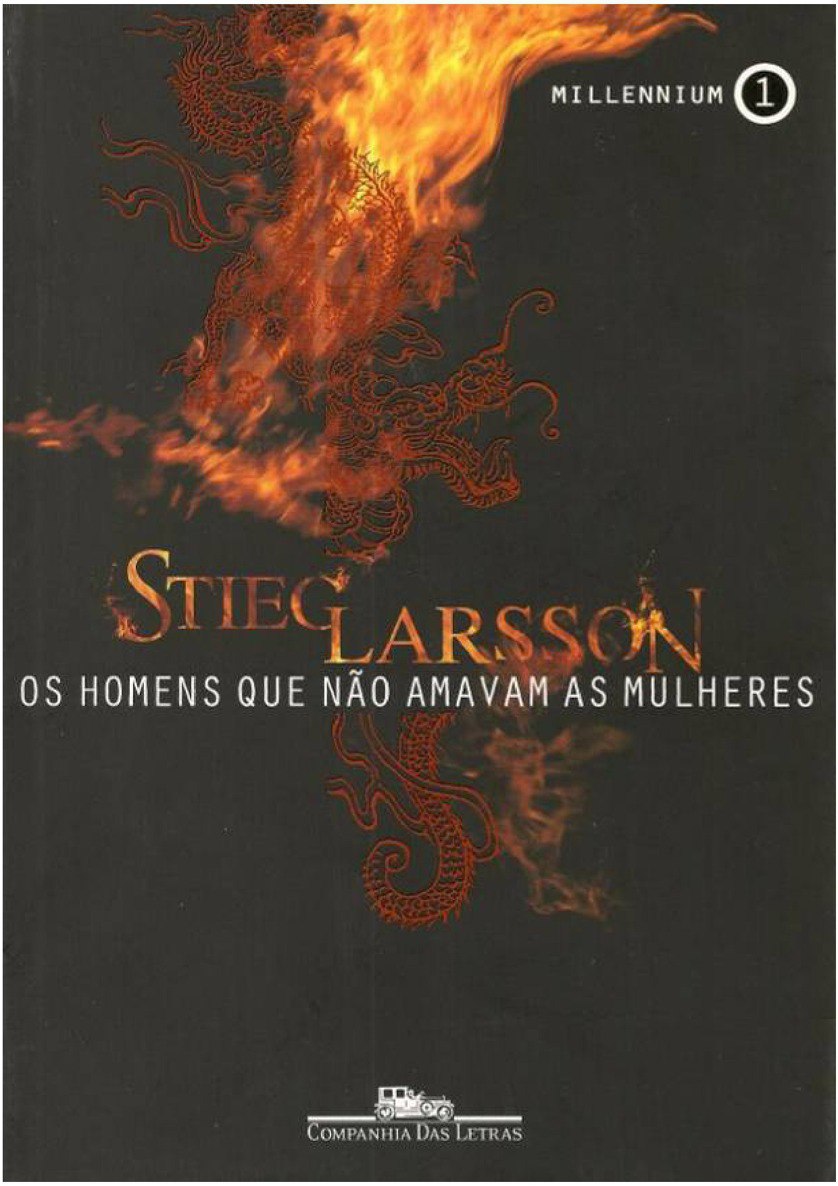 MILLENNIUM 1
STIEG LARSSON
OS HOMENS QUE NÃO AMAVAM AS MULHERES
COMPANHIA DAS LETRAS